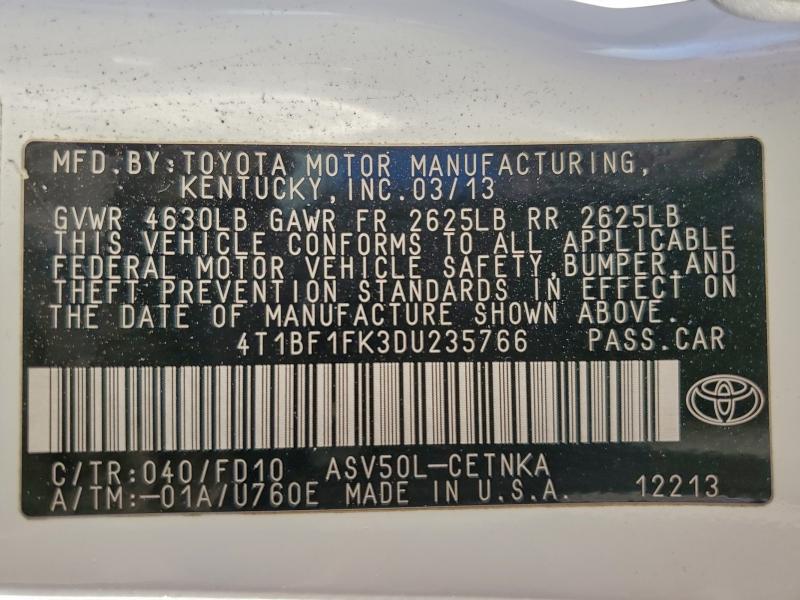 MFD. BY: TOYOTA MOTOR MANUFACTURING,
KENTUCKY, INC. 03/13
GVWR 4630LB GAWR FR 2625LB RR 2625LB
THIS VEHICLE CONFORMS TO ALL APPLICABLE
FEDERAL MOTOR VEHICLE SAFETY, BUMPER, AND
THEFT PREVENTION STANDARDS IN EFFECT ON
THE DATE OF MANUFACTURE SHOWN ABOVE.
4T1BF1FK3DU235766 PASS. CAR
C/TR: 040/FD10 ASV50L-CETNKA
A/TM: -01A/U760E MADE IN U.S.A. 12213